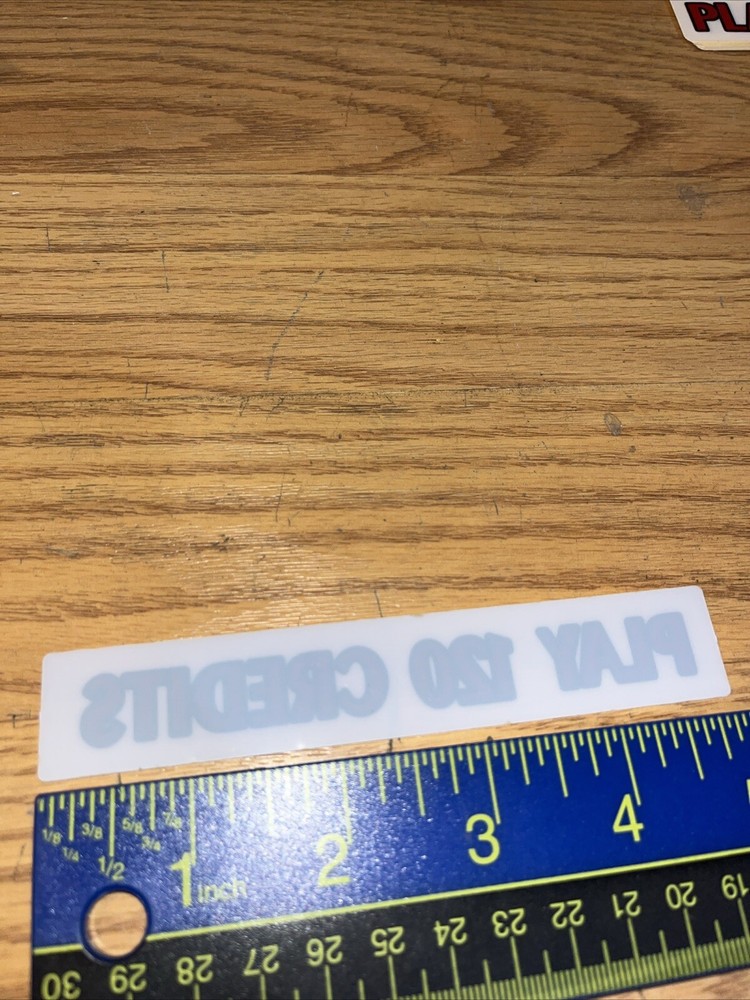 PLA
PLAY 120 CREDITS
1/8 1/4 3/8 1/2 5/8 3/4 7/8 1 inch 2 3 4
30 29 28 27 26 25 24 23 22 21 20 19